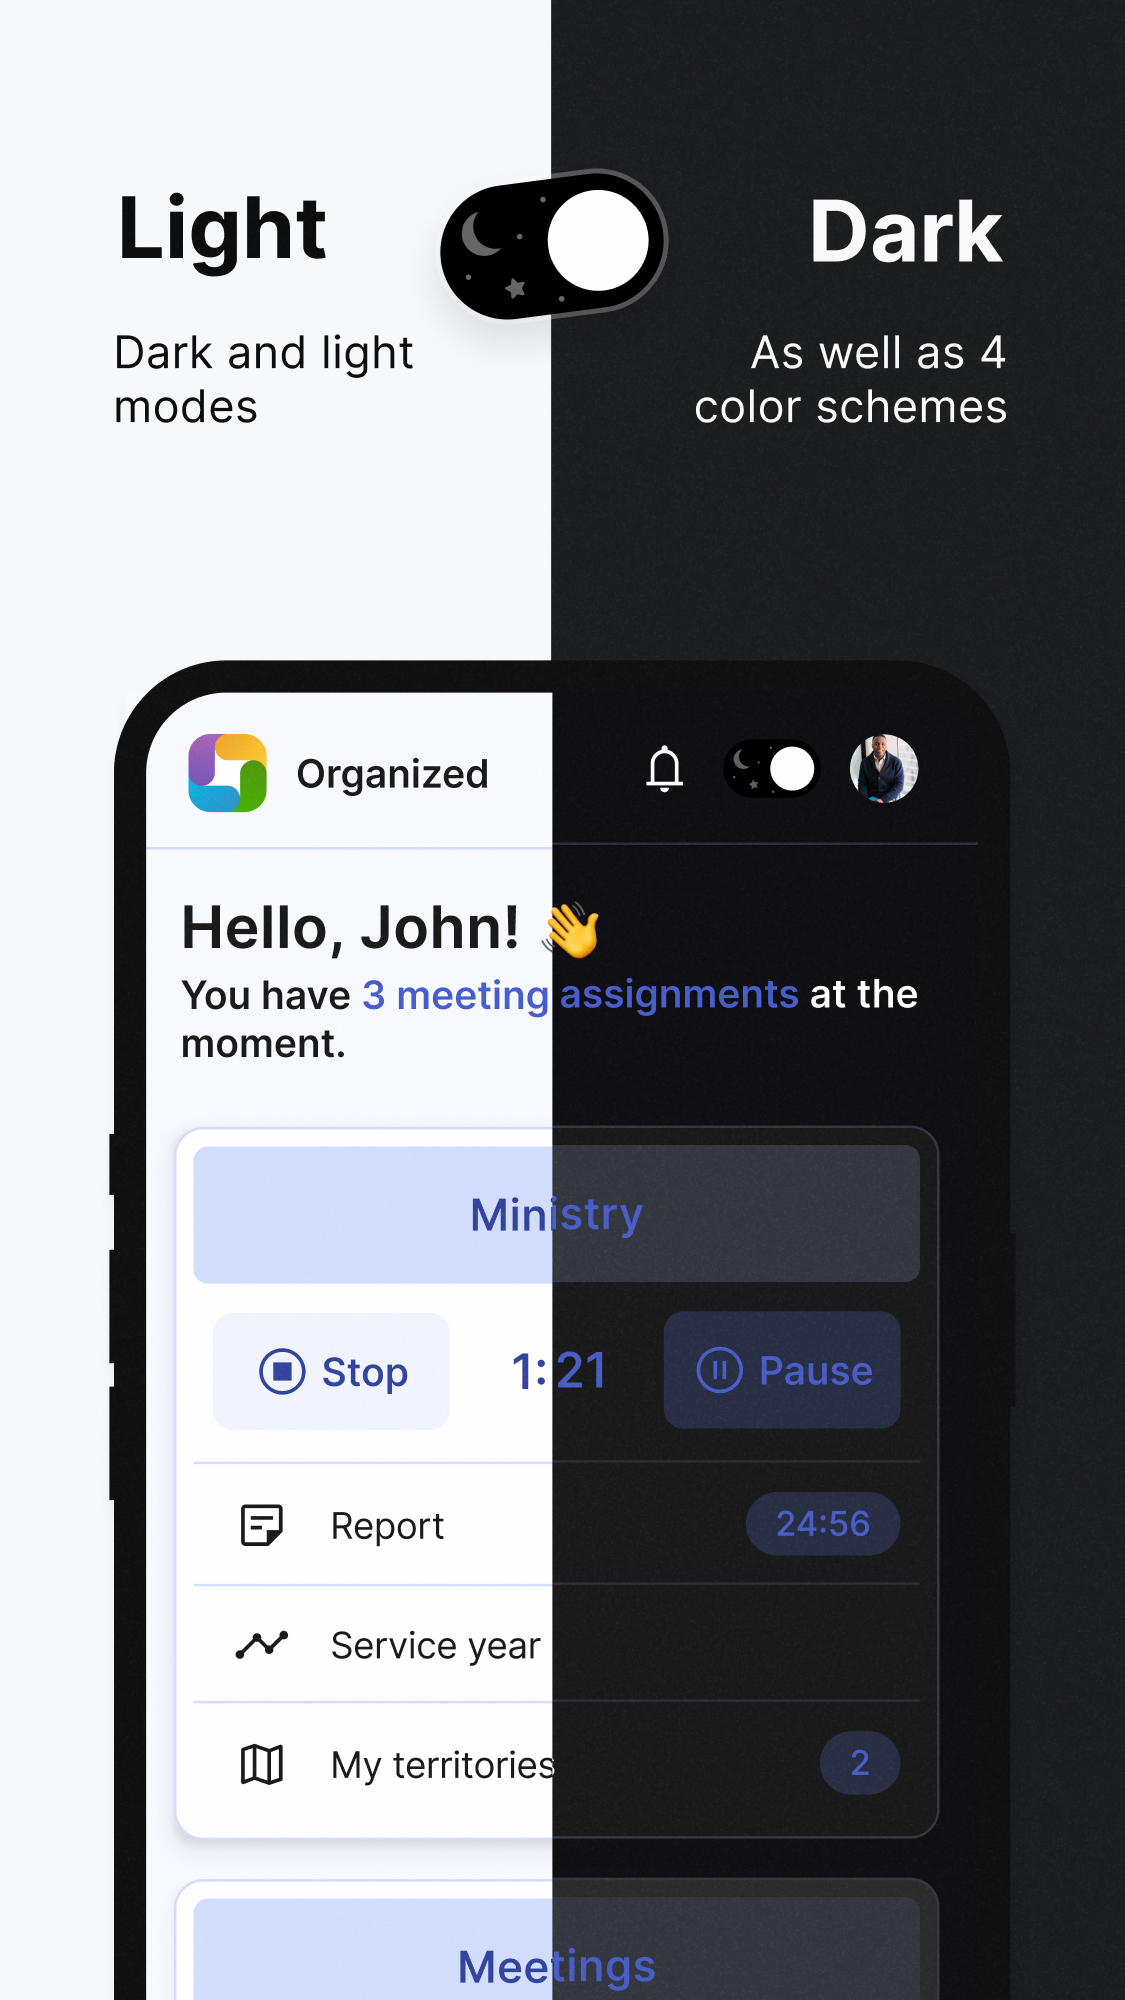 Light
Dark
Dark and light
modes
As well as 4
color schemes
Organized
Hello, John! 👋
You have 3 meeting assignments at the
moment.
Ministry
Stop
1:21
Pause
Report
24:56
Service year
My territories
2
Meetings